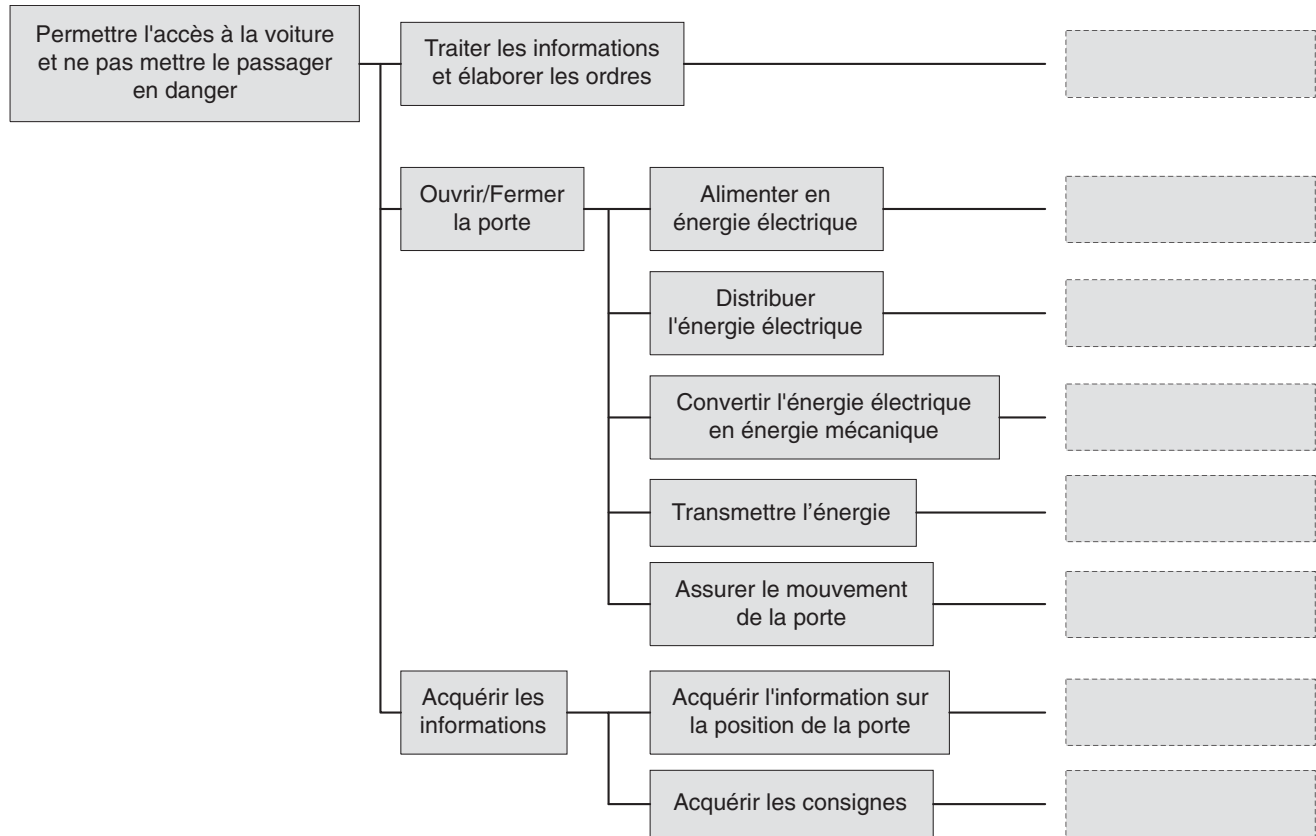 Permettre l'accès à la voiture
et ne pas mettre le passager
en danger
Traiter les informations
et élaborer les ordres
Ouvrir/Fermer
la porte
Alimenter en
énergie électrique
Distribuer
l'énergie électrique
Convertir l'énergie électrique
en énergie mécanique
Transmettre l’énergie
Assurer le mouvement
de la porte
Acquérir les
informations
Acquérir l'information sur
la position de la porte
Acquérir les consignes